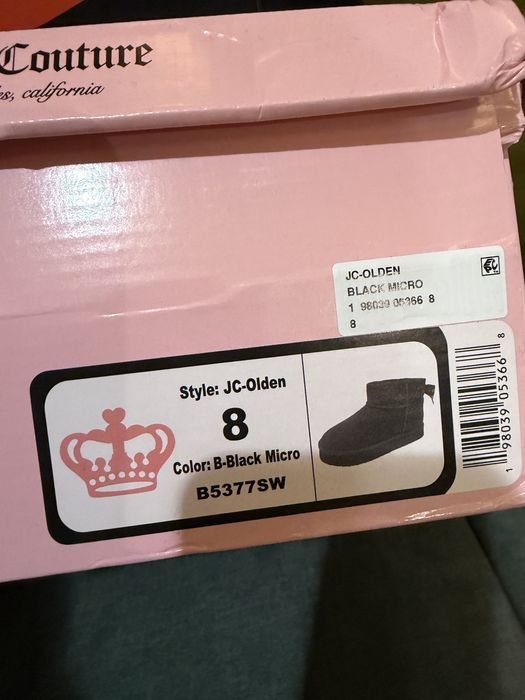 Couture
es, california
JC-OLDEN
BLACK MICRO
1 98039 05366 8
8
Style: JC-Olden
8
Color: B-Black Micro
B5377SW
1 98039 05366 8